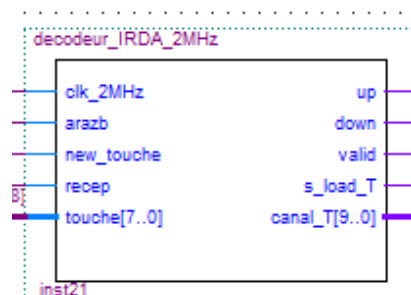 decodeur_IRDA_2MHz
clk_2MHz up
arazb down
new_touche valid
recep s_load_T
touche[7..0] canal_T[9..0]
inst21